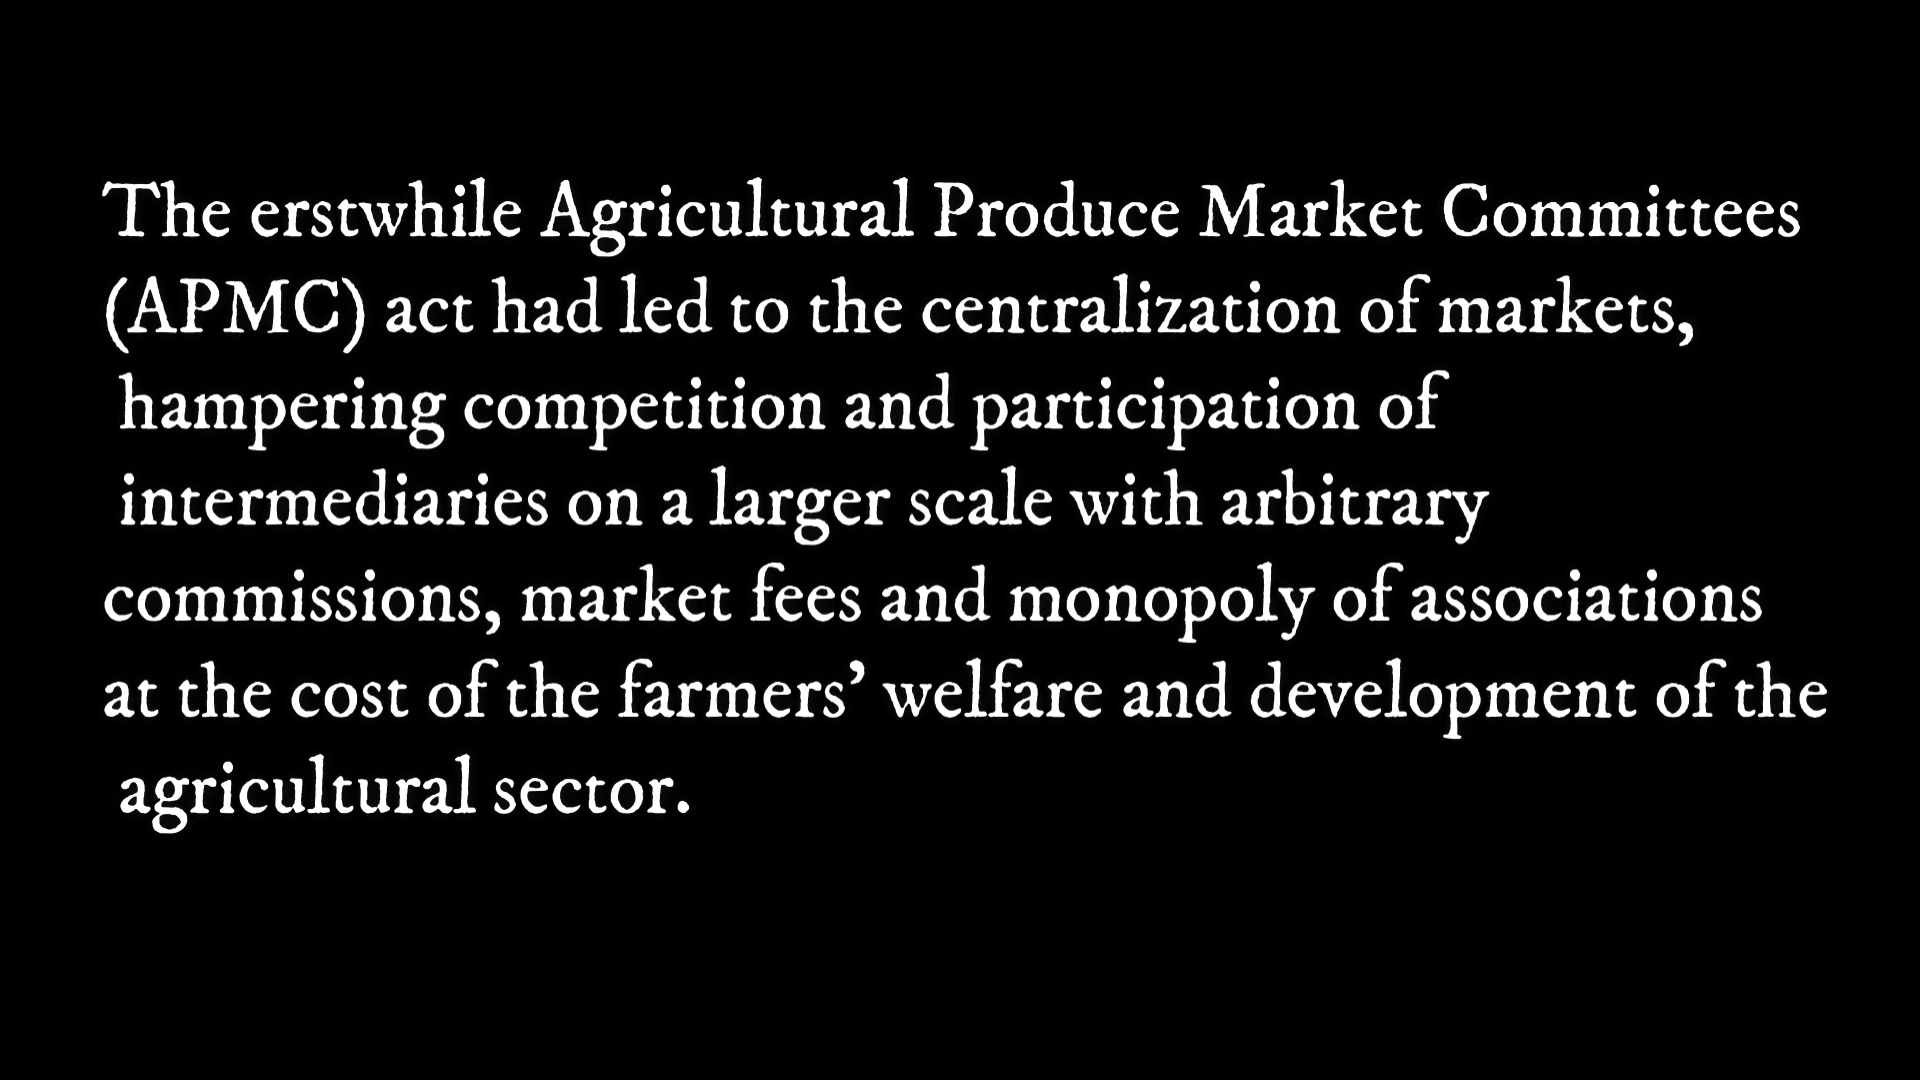 The erstwhile Agricultural Produce Market Committees
(APMC) act had led to the centralization of markets,
hampering competition and participation of
intermediaries on a larger scale with arbitrary
commissions, market fees and monopoly of associations
at the cost of the farmers’ welfare and development of the
agricultural sector.